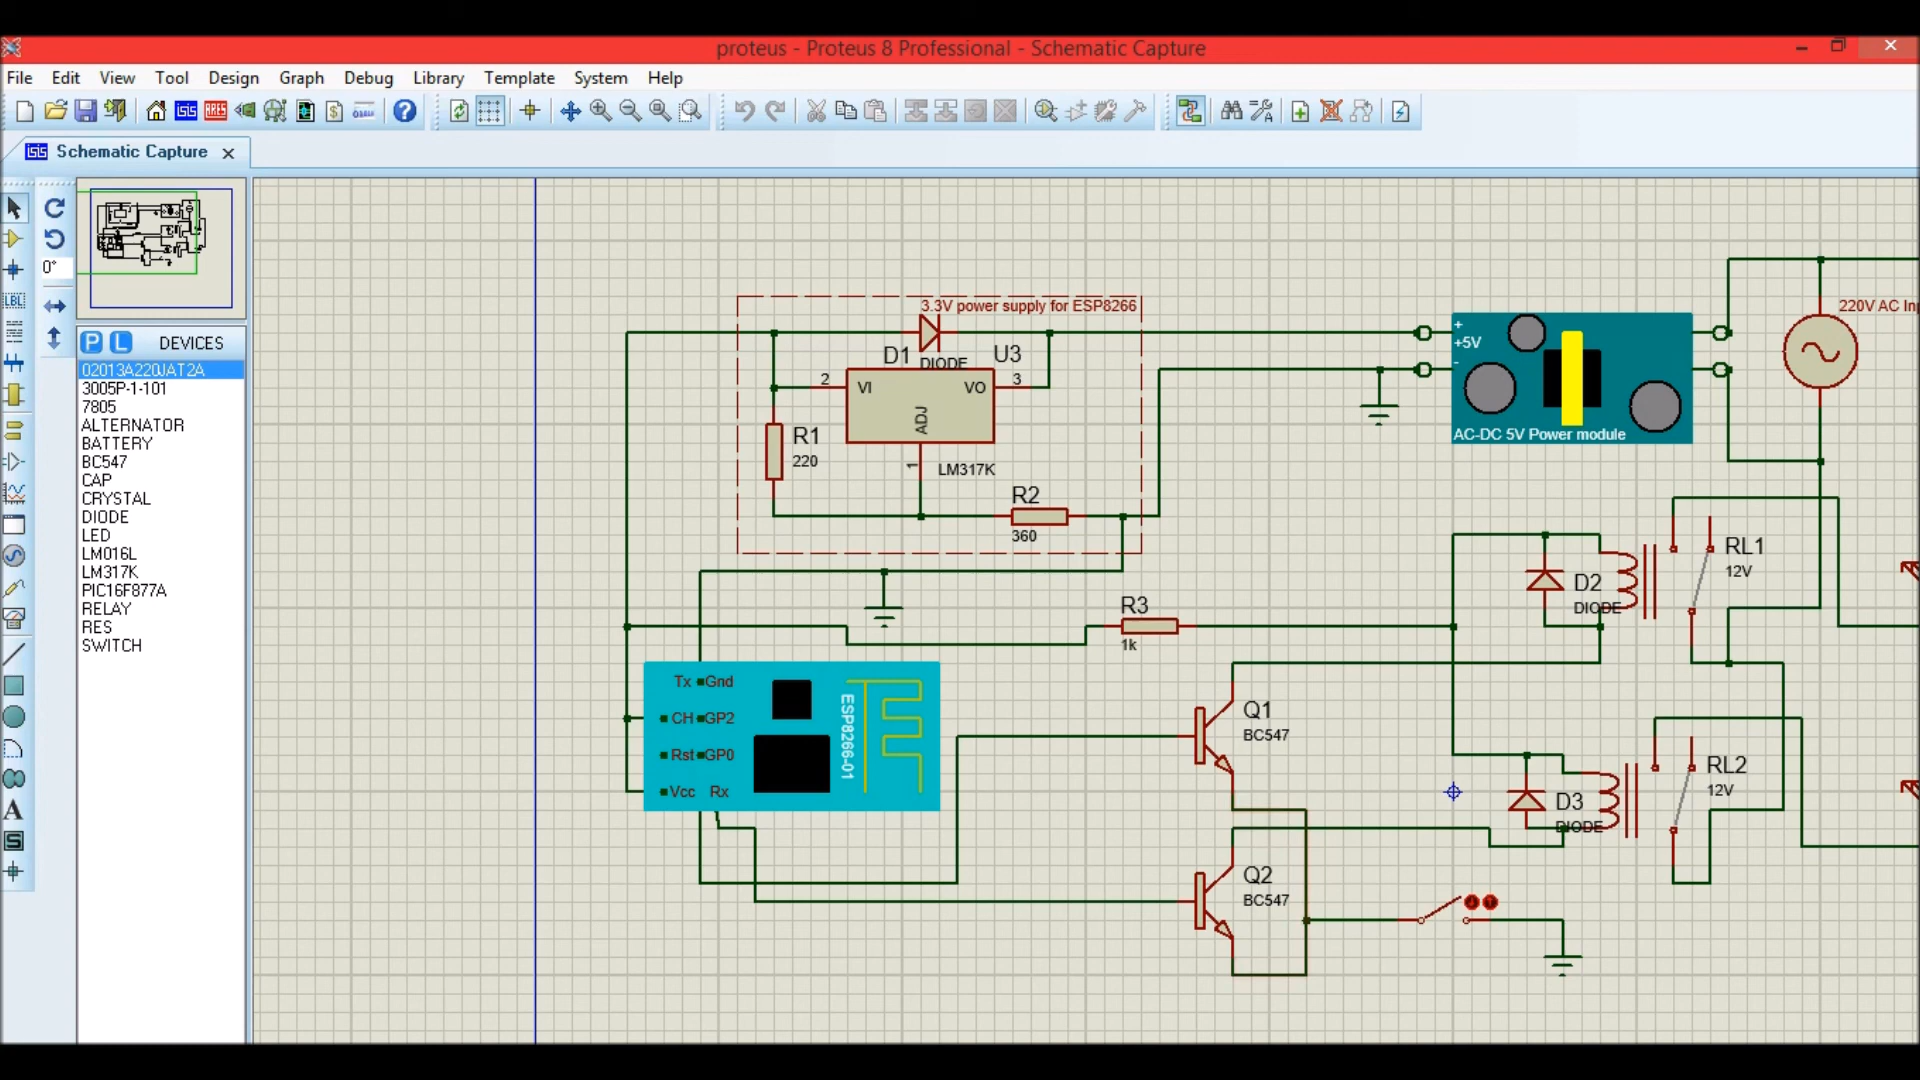 proteus - Proteus 8 Professional - Schematic Capture
File Edit View Tool Design Graph Debug Library Template System Help
Schematic Capture
0°
LBL
P L DEVICES
02013A220JAT2A
3005P-1-101
7805
ALTERNATOR
BATTERY
BC547
CAP
CRYSTAL
DIODE
LED
LM016L
LM317K
PIC16F877A
RELAY
RES
SWITCH
3.3V power supply for ESP8266
D1
DIODE
U3
2
VI
VO
3
ADJ
1
LM317K
R1
220
R2
360
R3
1k
+
+5V
-
AC-DC 5V Power module
220V AC In
D2
DIODE
RL1
12V
D3
DIODE
RL2
12V
Q1
BC547
Q2
BC547
Tx Gnd
CH GP2
Rst GP0
Vcc Rx
ESP8266-01